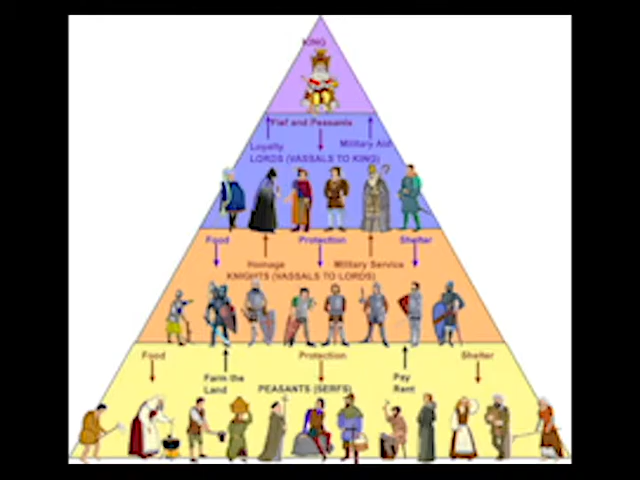 KING
Fief and Peasants
Loyalty
Military Aid
LORDS (VASSALS TO KING)
Food
Protection
Shelter
Homage
Military Service
KNIGHTS (VASSALS TO LORDS)
Food
Protection
Shelter
Farm the
Land
PEASANTS (SERFS)
Pay
Rent